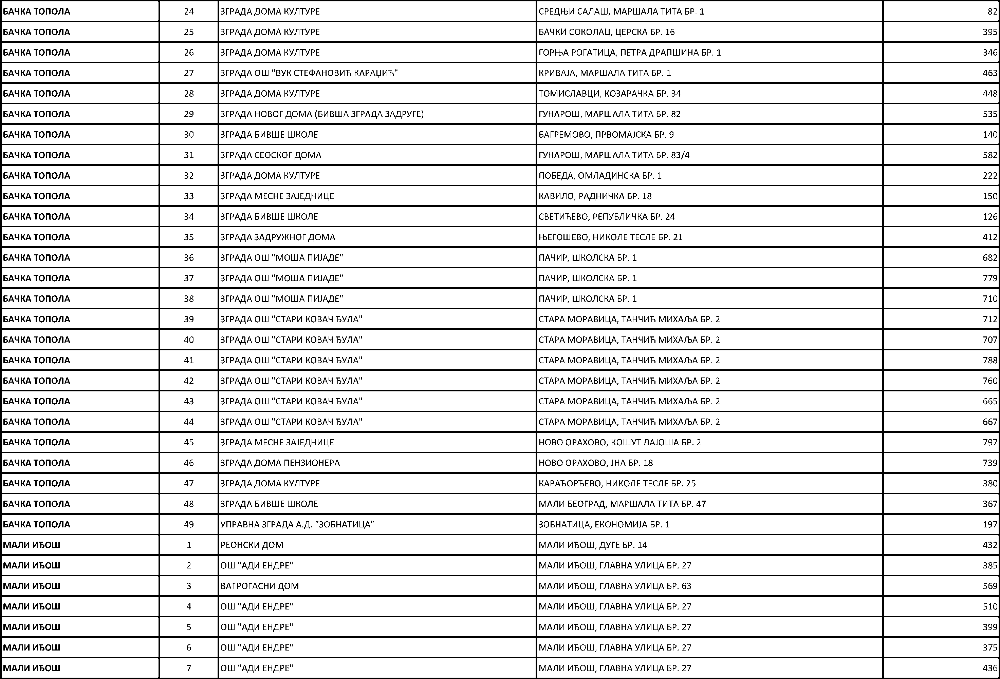 БАЧКА ТОПОЛА 24 ЗГРАДА ДОМА КУЛТУРЕ СРЕДЊИ САЛАШ, МАРШАЛА ТИТА БР. 1 82
БАЧКА ТОПОЛА 25 ЗГРАДА ДОМА КУЛТУРЕ БАЧКИ СОКОЛАЦ, ЦЕРСКА БР. 16 395
БАЧКА ТОПОЛА 26 ЗГРАДА ДОМА КУЛТУРЕ ГОРЊА РОГАТИЦА, ПЕТРА ДРАПШИНА БР. 1 346
БАЧКА ТОПОЛА 27 ЗГРАДА ОШ "ВУК СТЕФАНОВИЋ КАРАЏИЋ" КРИВАЈА, МАРШАЛА ТИТА БР. 1 463
БАЧКА ТОПОЛА 28 ЗГРАДА ДОМА КУЛТУРЕ ТОМИСЛАВЦИ, КОЗАРАЧКА БР. 34 448
БАЧКА ТОПОЛА 29 ЗГРАДА НОВОГ ДОМА (БИВША ЗГРАДА ЗАДРУГЕ) ГУНАРОШ, МАРШАЛА ТИТА БР. 82 535
БАЧКА ТОПОЛА 30 ЗГРАДА БИВШЕ ШКОЛЕ БАГРЕМОВО, ПРВОМАЈСКА БР. 9 140
БАЧКА ТОПОЛА 31 ЗГРАДА СЕОСКОГ ДОМА ГУНАРОШ, МАРШАЛА ТИТА БР. 83/4 582
БАЧКА ТОПОЛА 32 ЗГРАДА ДОМА КУЛТУРЕ ПОБЕДА, ОМЛАДИНСКА БР. 1 222
БАЧКА ТОПОЛА 33 ЗГРАДА МЕСНЕ ЗАЈЕДНИЦЕ КАВИЛО, РАДНИЧКА БР. 18 150
БАЧКА ТОПОЛА 34 ЗГРАДА БИВШЕ ШКОЛЕ СВЕТИЋЕВО, РЕПУБЛИЧКА БР. 24 126
БАЧКА ТОПОЛА 35 ЗГРАДА ЗАДРУЖНОГ ДОМА ЊЕГОШЕВО, НИКОЛЕ ТЕСЛЕ БР. 21 412
БАЧКА ТОПОЛА 36 ЗГРАДА ОШ "МОША ПИЈАДЕ" ПАЧИР, ШКОЛСКА БР. 1 682
БАЧКА ТОПОЛА 37 ЗГРАДА ОШ "МОША ПИЈАДЕ" ПАЧИР, ШКОЛСКА БР. 1 779
БАЧКА ТОПОЛА 38 ЗГРАДА ОШ "МОША ПИЈАДЕ" ПАЧИР, ШКОЛСКА БР. 1 710
БАЧКА ТОПОЛА 39 ЗГРАДА ОШ "СТАРИ КОВАЧ ЂУЛА" СТАРА МОРАВИЦА, ТАНЧИЋ МИХАЉА БР. 2 712
БАЧКА ТОПОЛА 40 ЗГРАДА ОШ "СТАРИ КОВАЧ ЂУЛА" СТАРА МОРАВИЦА, ТАНЧИЋ МИХАЉА БР. 2 707
БАЧКА ТОПОЛА 41 ЗГРАДА ОШ "СТАРИ КОВАЧ ЂУЛА" СТАРА МОРАВИЦА, ТАНЧИЋ МИХАЉА БР. 2 788
БАЧКА ТОПОЛА 42 ЗГРАДА ОШ "СТАРИ КОВАЧ ЂУЛА" СТАРА МОРАВИЦА, ТАНЧИЋ МИХАЉА БР. 2 760
БАЧКА ТОПОЛА 43 ЗГРАДА ОШ "СТАРИ КОВАЧ ЂУЛА" СТАРА МОРАВИЦА, ТАНЧИЋ МИХАЉА БР. 2 665
БАЧКА ТОПОЛА 44 ЗГРАДА ОШ "СТАРИ КОВАЧ ЂУЛА" СТАРА МОРАВИЦА, ТАНЧИЋ МИХАЉА БР. 2 667
БАЧКА ТОПОЛА 45 ЗГРАДА МЕСНЕ ЗАЈЕДНИЦЕ НОВО ОРАХОВО, КОШУТ ЛАЈОША БР. 2 797
БАЧКА ТОПОЛА 46 ЗГРАДА ДОМА ПЕНЗИОНЕРА НОВО ОРАХОВО, ЈНА БР. 18 739
БАЧКА ТОПОЛА 47 ЗГРАДА ДОМА КУЛТУРЕ КАРАЂОРЂЕВО, НИКОЛЕ ТЕСЛЕ БР. 25 380
БАЧКА ТОПОЛА 48 ЗГРАДА БИВШЕ ШКОЛЕ МАЛИ БЕОГРАД, МАРШАЛА ТИТА БР. 47 367
БАЧКА ТОПОЛА 49 УПРАВНА ЗГРАДА А.Д. "ЗОБНАТИЦА" ЗОБНАТИЦА, ЕКОНОМИЈА БР. 1 197
МАЛИ ИЂОШ 1 РЕОНСКИ ДОМ МАЛИ ИЂОШ, ДУГЕ БР. 14 432
МАЛИ ИЂОШ 2 ОШ "АДИ ЕНДРЕ" МАЛИ ИЂОШ, ГЛАВНА УЛИЦА БР. 27 385
МАЛИ ИЂОШ 3 ВАТРОГАСНИ ДОМ МАЛИ ИЂОШ, ГЛАВНА УЛИЦА БР. 63 569
МАЛИ ИЂОШ 4 ОШ "АДИ ЕНДРЕ" МАЛИ ИЂОШ, ГЛАВНА УЛИЦА БР. 27 510
МАЛИ ИЂОШ 5 ОШ "АДИ ЕНДРЕ" МАЛИ ИЂОШ, ГЛАВНА УЛИЦА БР. 27 399
МАЛИ ИЂОШ 6 ОШ "АДИ ЕНДРЕ" МАЛИ ИЂОШ, ГЛАВНА УЛИЦА БР. 27 375
МАЛИ ИЂОШ 7 ОШ "АДИ ЕНДРЕ" МАЛИ ИЂОШ, ГЛАВНА УЛИЦА БР. 27 436